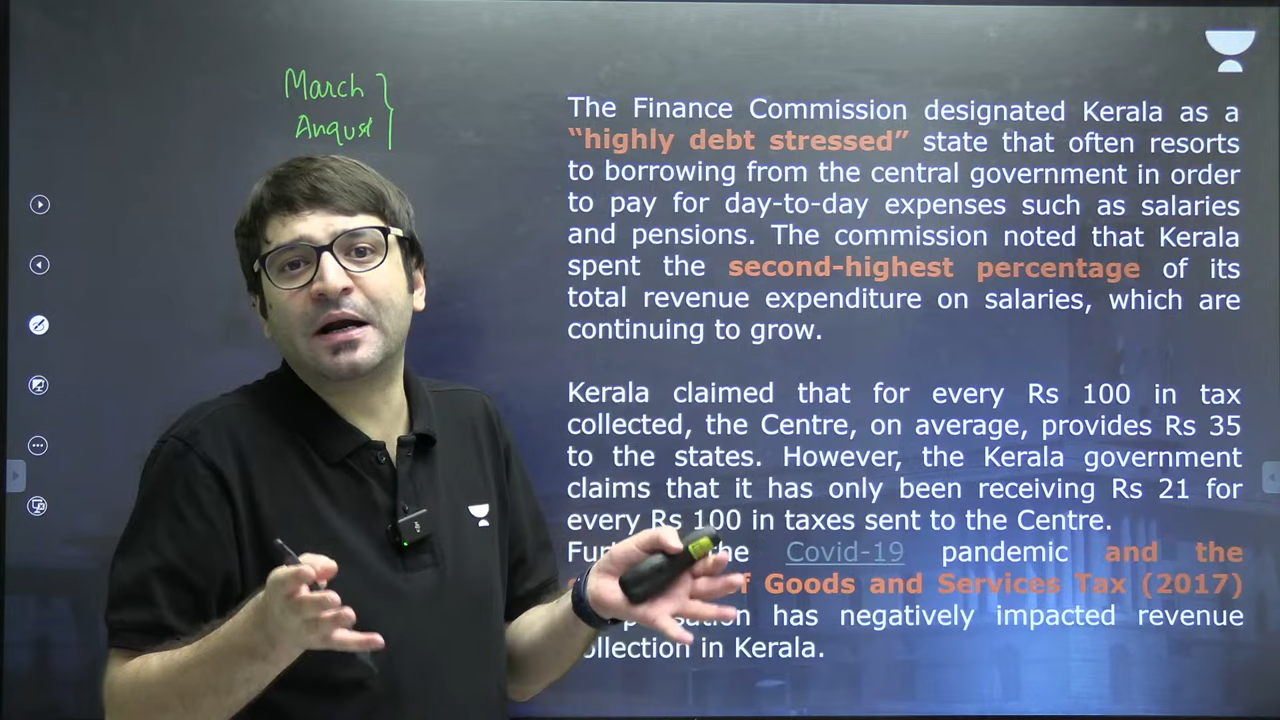 March
August
The Finance Commission designated Kerala as a
“highly debt stressed” state that often resorts
to borrowing from the central government in order
to pay for day-to-day expenses such as salaries
and pensions. The commission noted that Kerala
spent the second-highest percentage of its
total revenue expenditure on salaries, which are
continuing to grow.
Kerala claimed that for every Rs 100 in tax
collected, the Centre, on average, provides Rs 35
to the states. However, the Kerala government
claims that it has only been receiving Rs 21 for
every Rs 100 in taxes sent to the Centre.
Covid-19 pandemic and the
Goods and Services Tax (2017)
has negatively impacted revenue
in Kerala.